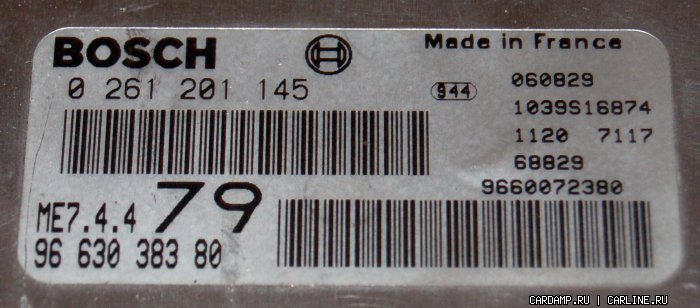 BOSCH
Made in France
0 261 201 145
944
060829
1039S16874
1120 7117
68829
9660072380
ME7.4.4 79
96 630 383 80
CARDAMP.RU | CARLINE.RU